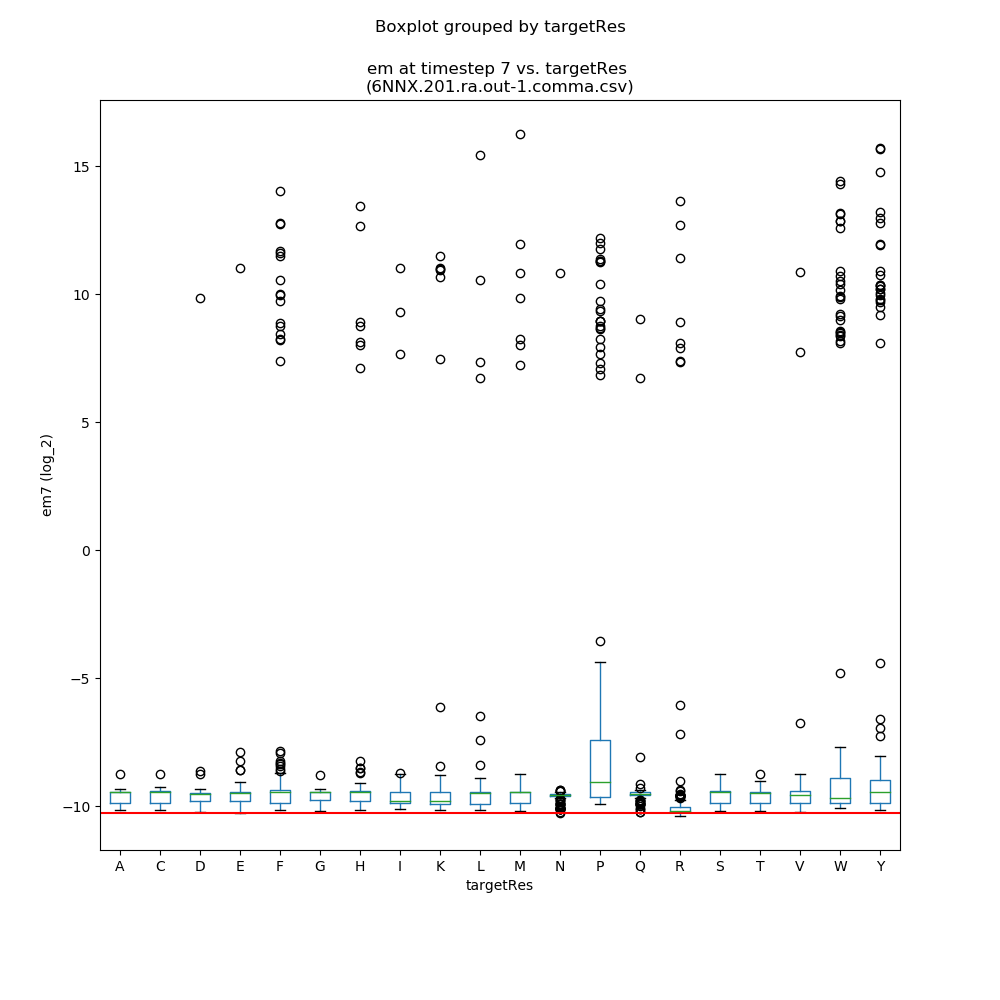 Boxplot grouped by targetRes
em at timestep 7 vs. targetRes
(6NNX.201.ra.out-1.comma.csv)
15
10
5
0
−5
−10
em7 (log_2)
A C D E F G H I K L M N P Q R S T V W Y
targetRes